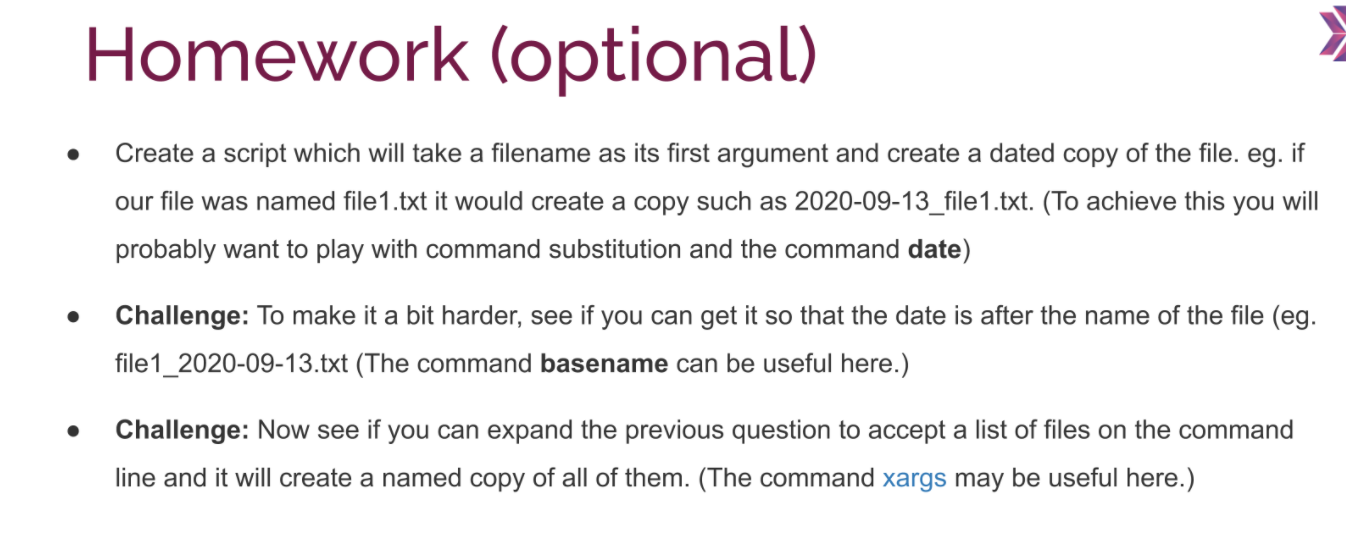 Homework (optional)
● Create a script which will take a filename as its first argument and create a dated copy of the file. eg. if
our file was named file1.txt it would create a copy such as 2020-09-13_file1.txt. (To achieve this you will
probably want to play with command substitution and the command date)
● Challenge: To make it a bit harder, see if you can get it so that the date is after the name of the file (eg.
file1_2020-09-13.txt (The command basename can be useful here.)
● Challenge: Now see if you can expand the previous question to accept a list of files on the command
line and it will create a named copy of all of them. (The command xargs may be useful here.)